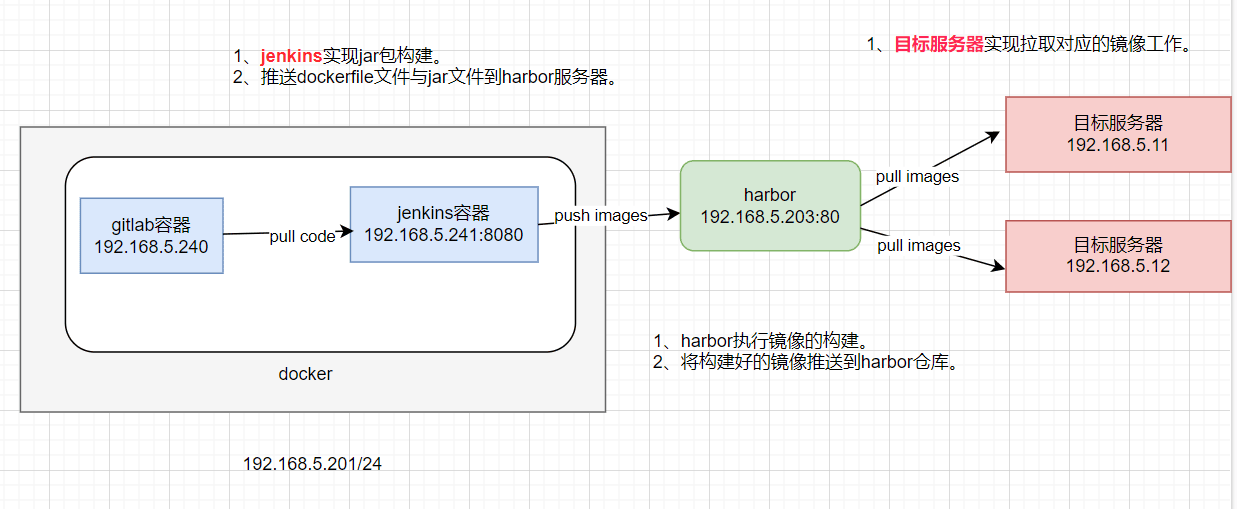 1、jenkins实现jar包构建。
2、推送dockerfile文件与jar文件到harbor服务器。
1、目标服务器实现拉取对应的镜像工作。
目标服务器
192.168.5.11
gitlab容器
192.168.5.240
pull code
jenkins容器
192.168.5.241:8080
push images
harbor
192.168.5.203:80
pull images
pull images
目标服务器
192.168.5.12
1、harbor执行镜像的构建。
2、将构建好的镜像推送到harbor仓库。
docker
192.168.5.201/24